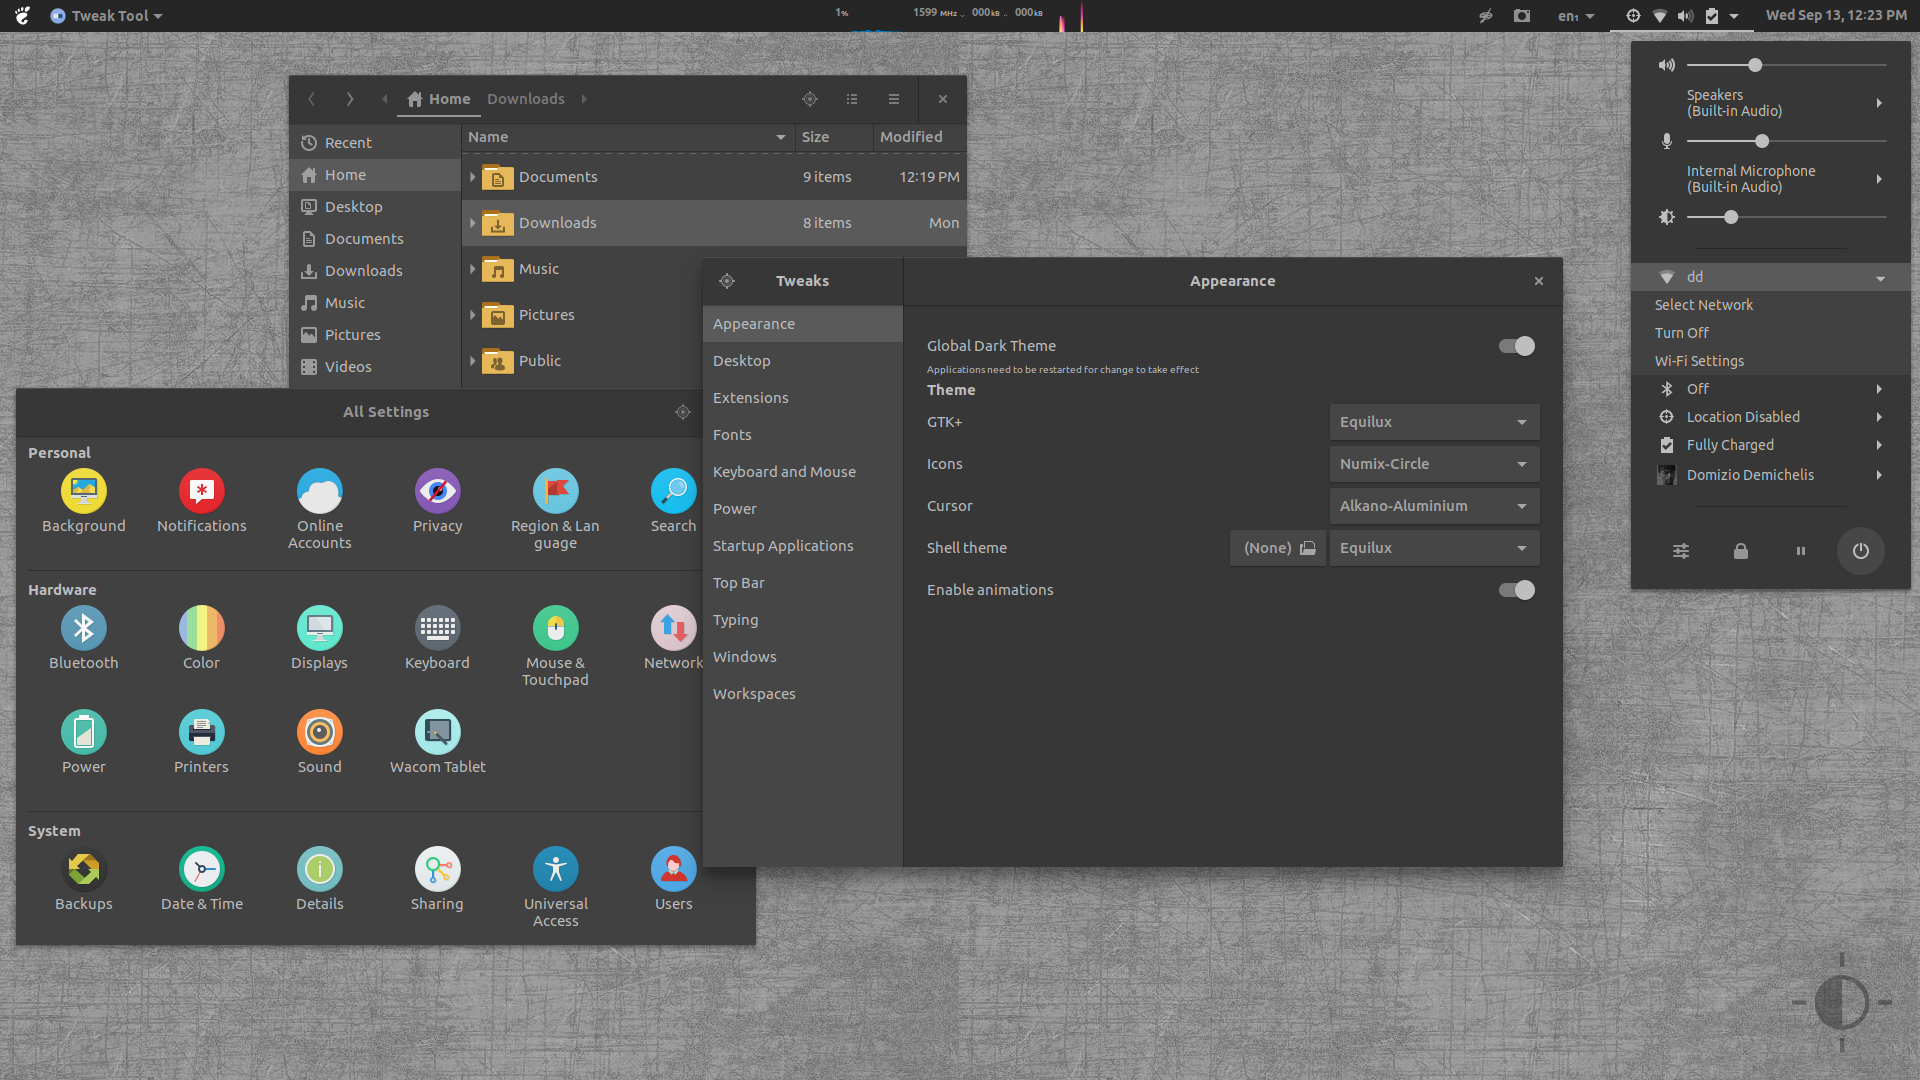 Tweak Tool
1%
1599 MHz
000kB
000kB
en₁
Wed Sep 13, 12:23 PM
Home
Downloads
Recent
Home
Desktop
Documents
Downloads
Music
Pictures
Videos
Name
Size
Modified
Documents
9 items
12:19 PM
Downloads
8 items
Mon
Music
Pictures
Public
All Settings
Personal
Background
Notifications
Online
Accounts
Privacy
Region & Lan
guage
Search
Hardware
Bluetooth
Color
Displays
Keyboard
Mouse &
Touchpad
Network
Power
Printers
Sound
Wacom Tablet
System
Backups
Date & Time
Details
Sharing
Universal
Access
Users
Tweaks
Appearance
Desktop
Extensions
Fonts
Keyboard and Mouse
Power
Startup Applications
Top Bar
Typing
Windows
Workspaces
Appearance
Global Dark Theme
Applications need to be restarted for change to take effect
Theme
GTK+
Equilux
Icons
Numix-Circle
Cursor
Alkano-Aluminium
Shell theme
(None)
Equilux
Enable animations
Speakers
(Built-in Audio)
Internal Microphone
(Built-in Audio)
dd
Select Network
Turn Off
Wi-Fi Settings
Off
Location Disabled
Fully Charged
Domizio Demichelis